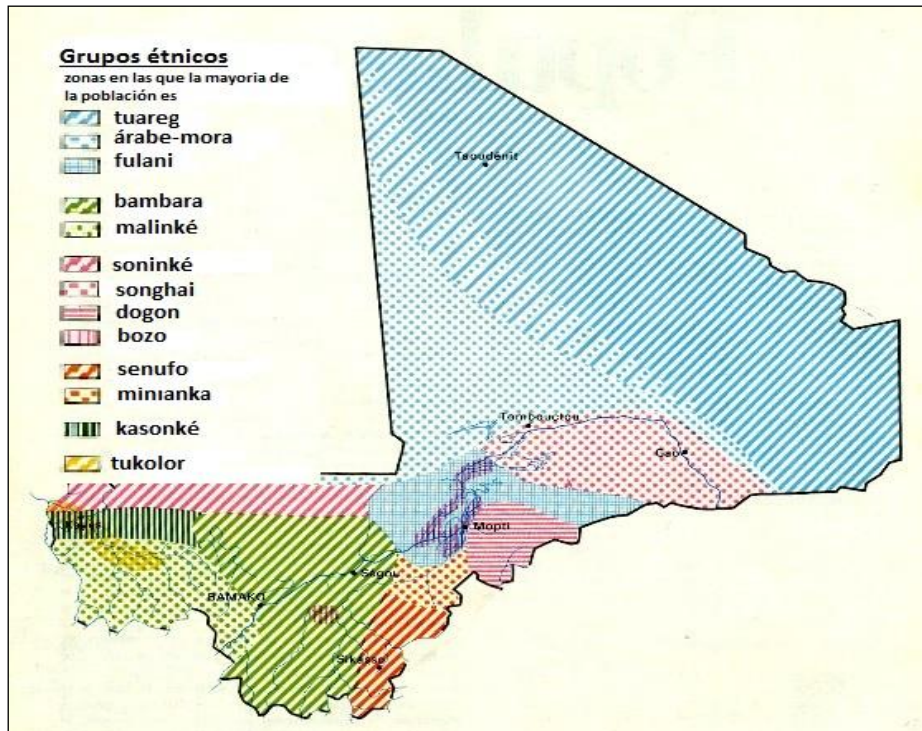 Grupos étnicos
zonas en las que la mayoria de
la población es
tuareg
árabe-mora
fulani
bambara
malinké
soninké
songhai
dogon
bozo
senufo
minianka
kasonké
tukolor
Taoudénit
Tombouctou
Gao
Kayes
Mopti
Ségou
BAMAKO
Sikasso